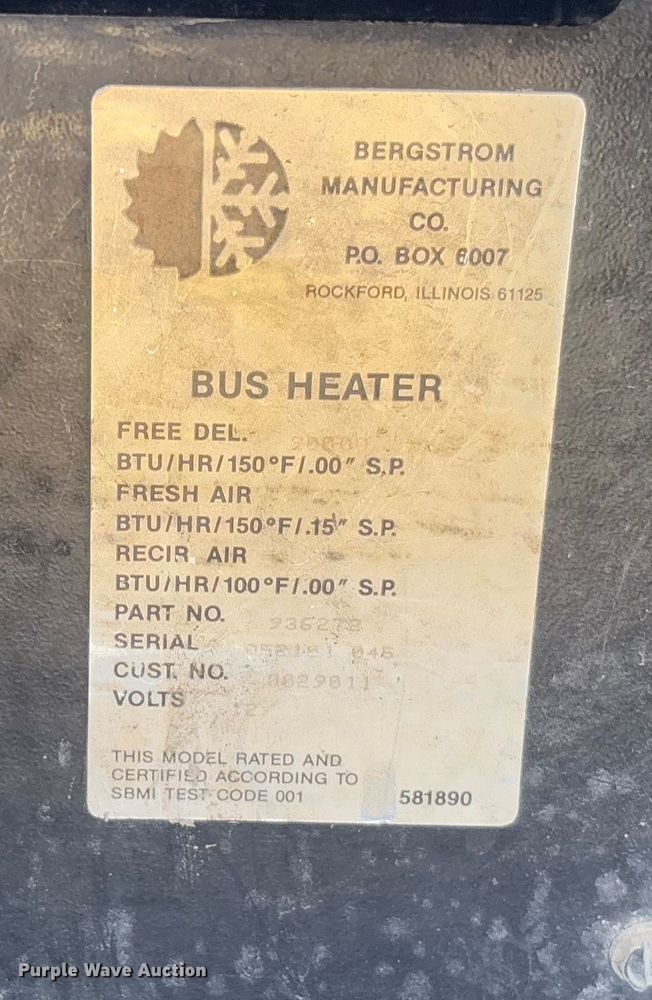 BERGSTROM
MANUFACTURING
CO.
P.O. BOX 6007
ROCKFORD, ILLINOIS 61125
BUS HEATER
FREE DEL.
BTU/HR/150°F/.00" S.P.
FRESH AIR
BTU/HR/150°F/.15" S.P.
RECIR. AIR
BTU/HR/100°F/.00" S.P.
PART NO. 936272
SERIAL
CUST. NO.
VOLTS
THIS MODEL RATED AND
CERTIFIED ACCORDING TO
SBMI TEST CODE 001 581890
Purple Wave Auction